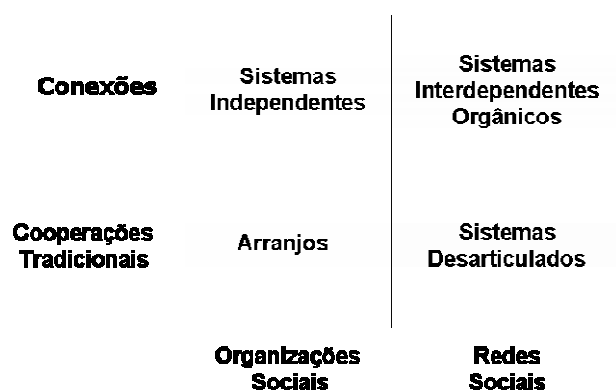 Conexões
Sistemas
Independentes
Sistemas
Interdependentes
Orgânicos
Cooperações
Tradicionais
Arranjos
Sistemas
Desarticulados
Organizações
Sociais
Redes
Sociais